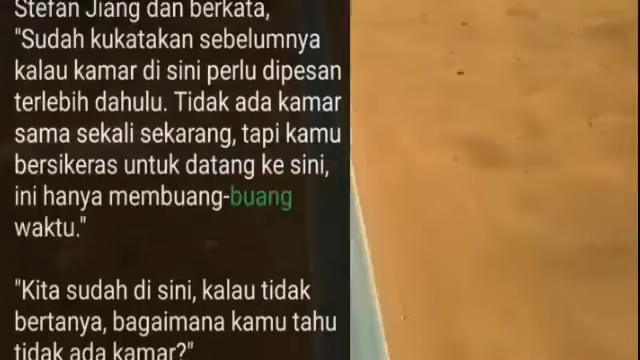 Stefan Jiang dan berkata,
"Sudah kukatakan sebelumnya
kalau kamar di sini perlu dipesan
terlebih dahulu. Tidak ada kamar
sama sekali sekarang, tapi kamu
bersikeras untuk datang ke sini,
ini hanya membuang-buang
waktu."
"Kita sudah di sini, kalau tidak
bertanya, bagaimana kamu tahu
tidak ada kamar?"